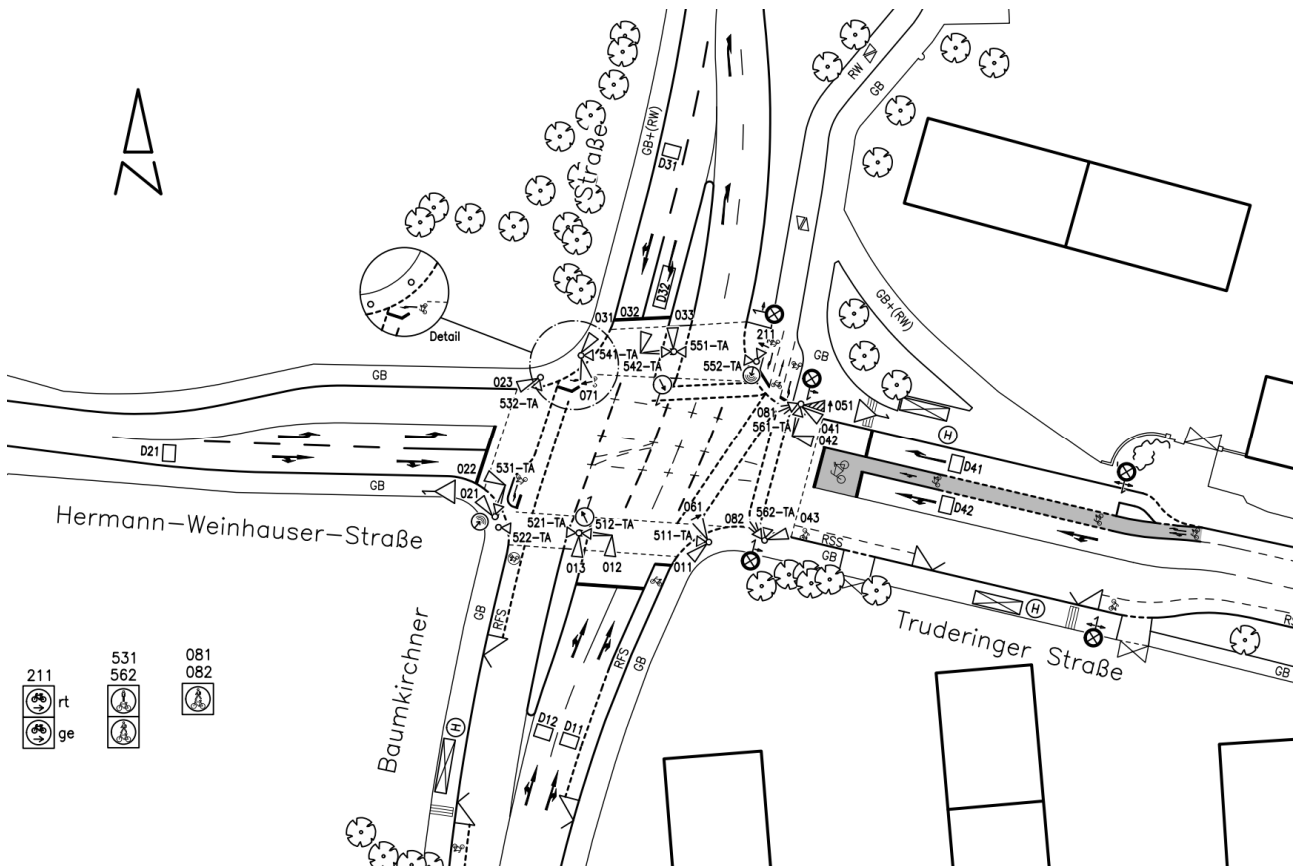 N
Straße
GB+(RW)
D31
D32
RW
GB
GB+(RW)
Detail
031
032
033
211
551-TA
541-TA
542-TA
552-TA
GB
023
532-TA
071
GB
081
051
561-TA
041
042
H
D21
022
531-TA
D41
GB
021
D42
Hermann-Weinhauser-Straße
521-TA
512-TA
522-TA
061
511-TA
082
562-TA
043
RSS
GB
013
012
011
GB
RFS
RFS
GB
H
Truderinger Straße
RS
GB
Baumkirchner
D12
D11
H
211
rt
ge
531
562
081
082